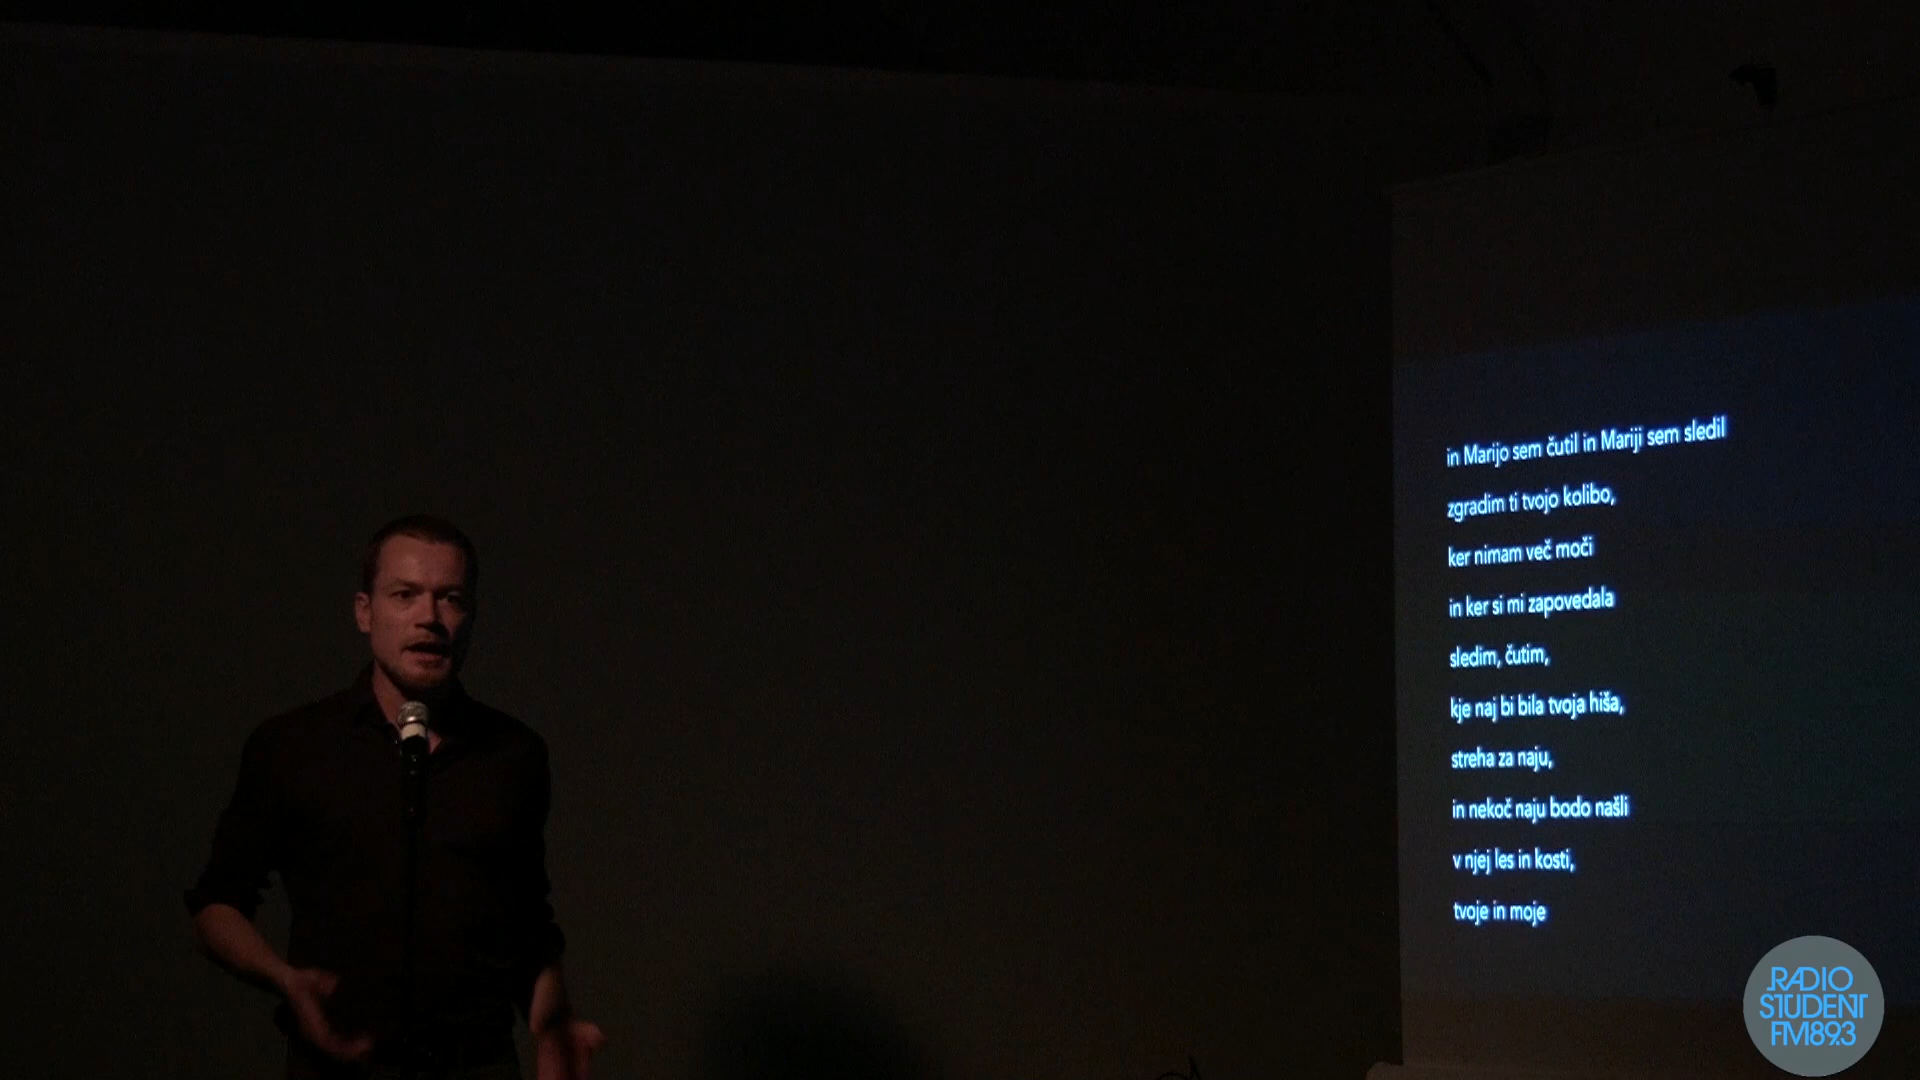 in Marijo sem čutil in Mariji sem sledil
zgradim ti tvojo kolibo,
ker nimam več moči
in ker si mi zapovedala
sledim, čutim,
kje naj bi bila tvoja hiša,
streha za naju,
in nekoč naju bodo našli
v njej les in kosti,
tvoje in moje
RADIO
STUDENT
FM89.3